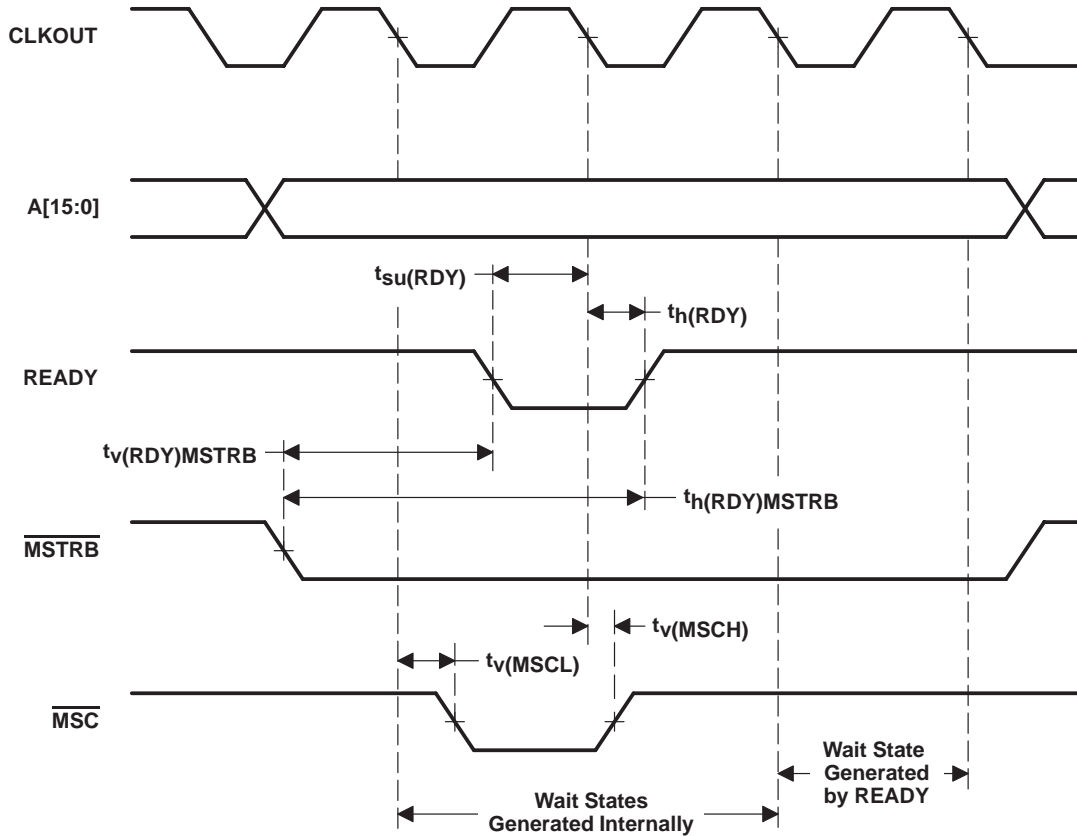 CLKOUT
A[15:0]
tsu(RDY)
th(RDY)
READY
tv(RDY)MSTRB
th(RDY)MSTRB
MSTRB
tv(MSCH)
tv(MSCL)
MSC
Wait State
Generated
by READY
Wait States
Generated Internally